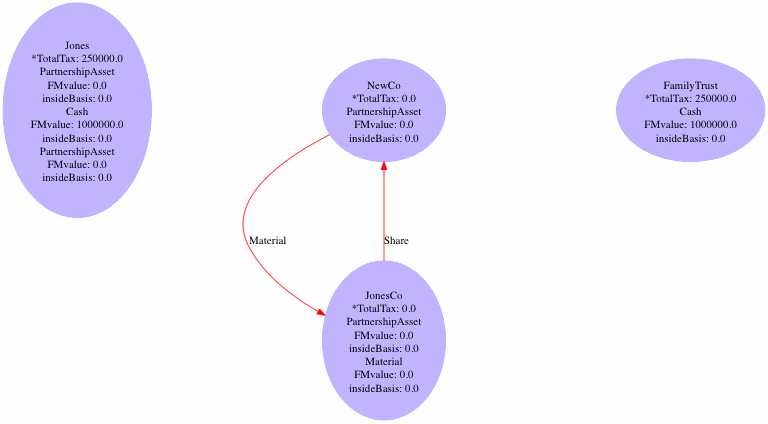 Jones
*TotalTax: 250000.0
PartnershipAsset
FMvalue: 0.0
insideBasis: 0.0
Cash
FMvalue: 1000000.0
insideBasis: 0.0
PartnershipAsset
FMvalue: 0.0
insideBasis: 0.0
NewCo
*TotalTax: 0.0
PartnershipAsset
FMvalue: 0.0
insideBasis: 0.0
FamilyTrust
*TotalTax: 250000.0
Cash
FMvalue: 1000000.0
insideBasis: 0.0
Material
Share
JonesCo
*TotalTax: 0.0
PartnershipAsset
FMvalue: 0.0
insideBasis: 0.0
Material
FMvalue: 0.0
insideBasis: 0.0